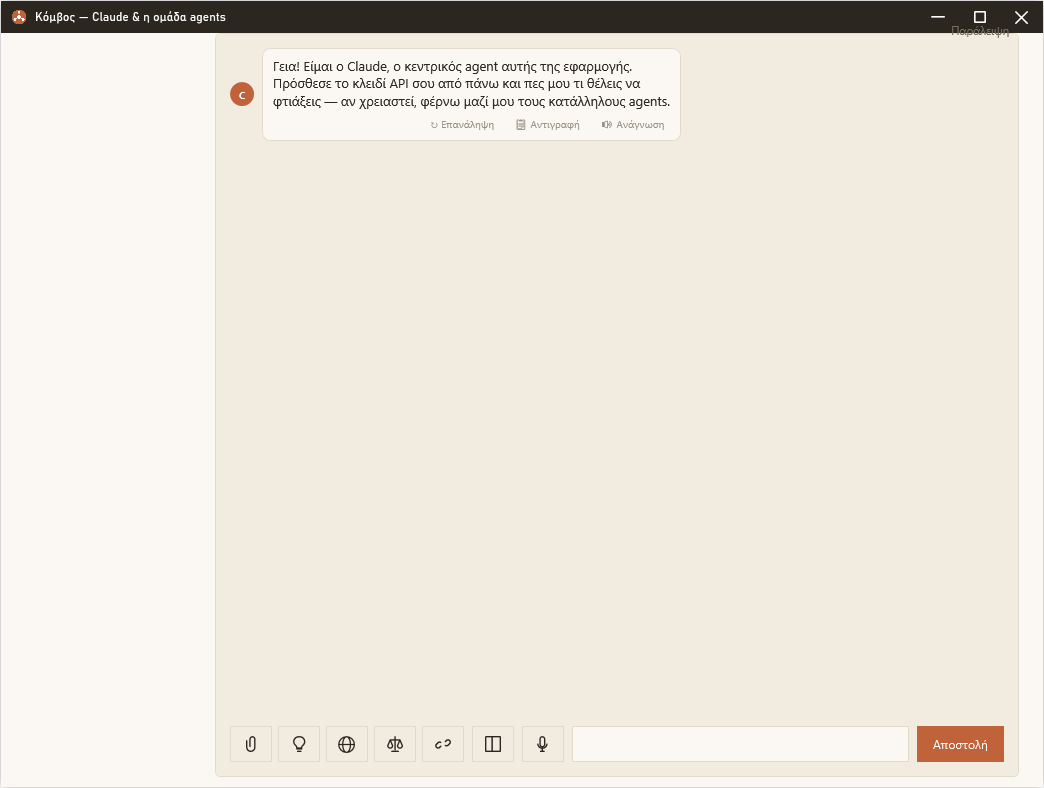 Κόμβος — Claude & η ομάδα agents
Παράλειψη
C
Γεια! Είμαι ο Claude, ο κεντρικός agent αυτής της εφαρμογής.
Πρόσθεσε το κλειδί API σου από πάνω και πες μου τι θέλεις να
φτιάξεις — αν χρειαστεί, φέρνω μαζί μου τους κατάλληλους agents.
Επανάληψη Αντιγραφή Ανάγνωση
Αποστολή